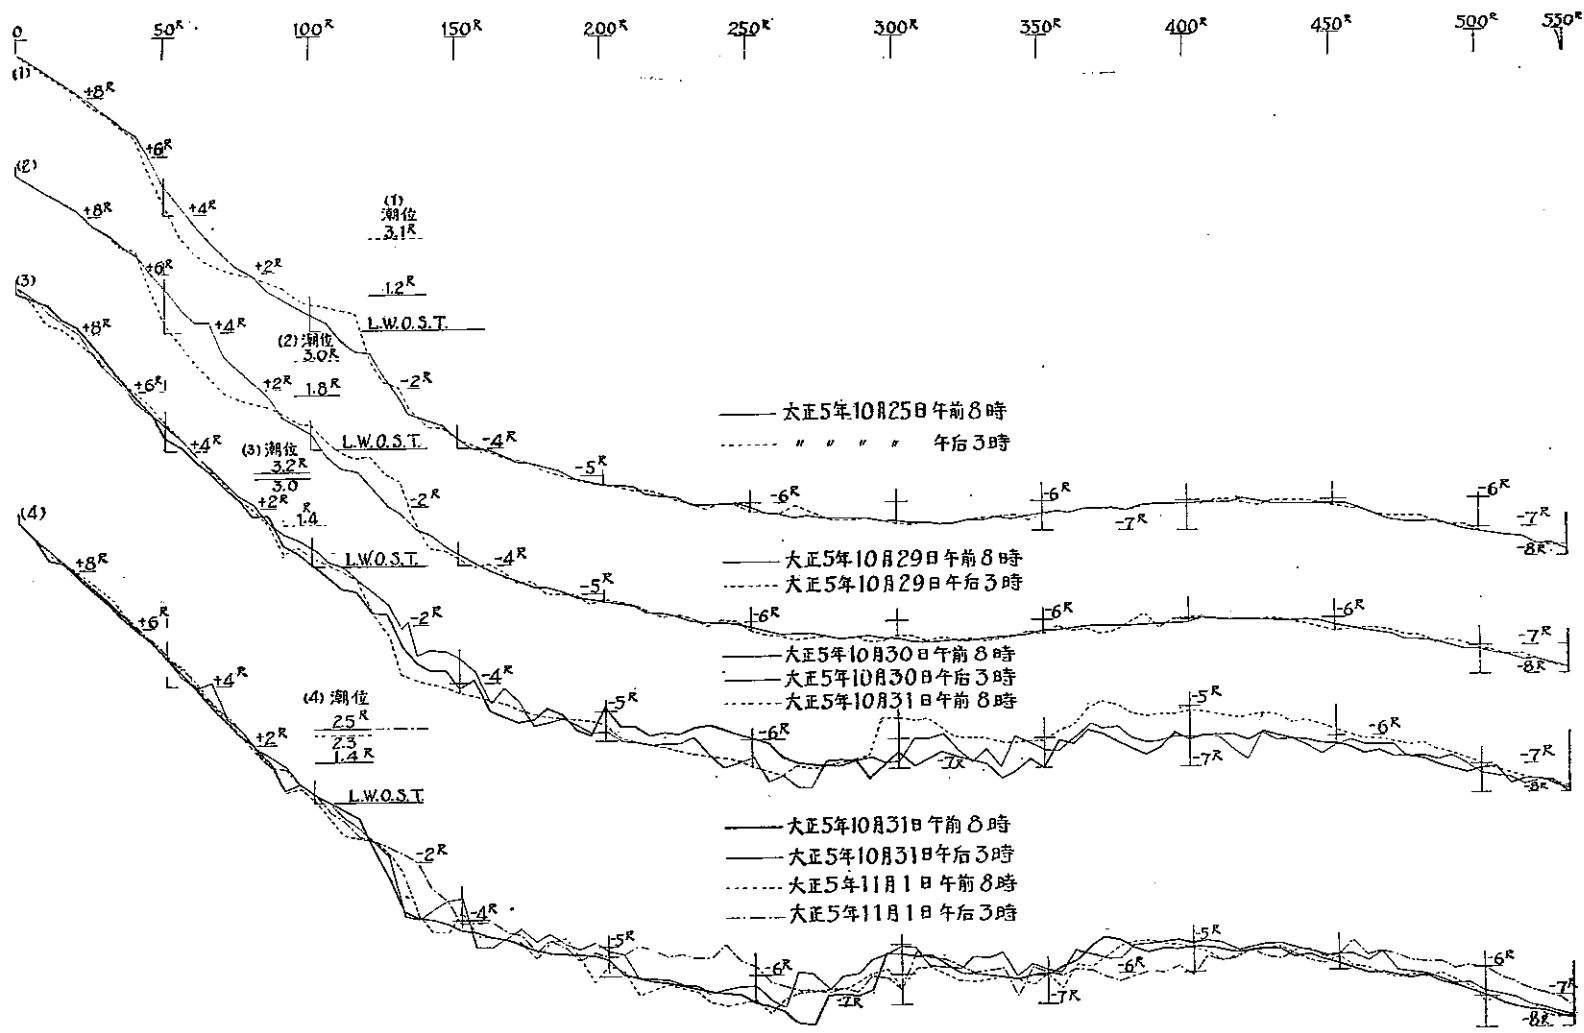 0 50R 100R 150R 200R 250R 300R 350R 400R 450R 500R 550R
(1)
+8R
+6R
+4R
+2R
-2R
-4R
-5R
-6R
-6R
-7R
-6R
-7R
-8R
(1)
潮位
3.1R
1.2R
L.W.O.S.T.
大正5年10月25日午前8時
〃 〃 〃 〃 午后3時
(2)
+8R
+6R
+4R
+2R
-2R
-4R
-5R
-6R
-6R
-6R
-7R
-8R
(2)潮位
3.0R
1.8R
L.W.O.S.T.
大正5年10月29日午前8時
大正5年10月29日午后3時
(3)
+8R
+6R
+4R
+2R
-2R
-4R
-5R
-6R
-7R
-5R
-7R
-6R
-7R
-8R
(3)潮位
3.2R
3.0
1.4R
L.W.O.S.T.
大正5年10月30日午前8時
大正5年10月30日午后3時
大正5年10月31日午前8時
(4)
+8R
+6R
+4R
+2R
-2R
-4R
-5R
-6R
-7R
-7R
-6R
-5R
-6R
-7R
-8R
(4)潮位
2.5R
2.3
1.4R
L.W.O.S.T.
大正5年10月31日午前8時
大正5年10月31日午后3時
大正5年11月1日午前8時
大正5年11月1日午后3時